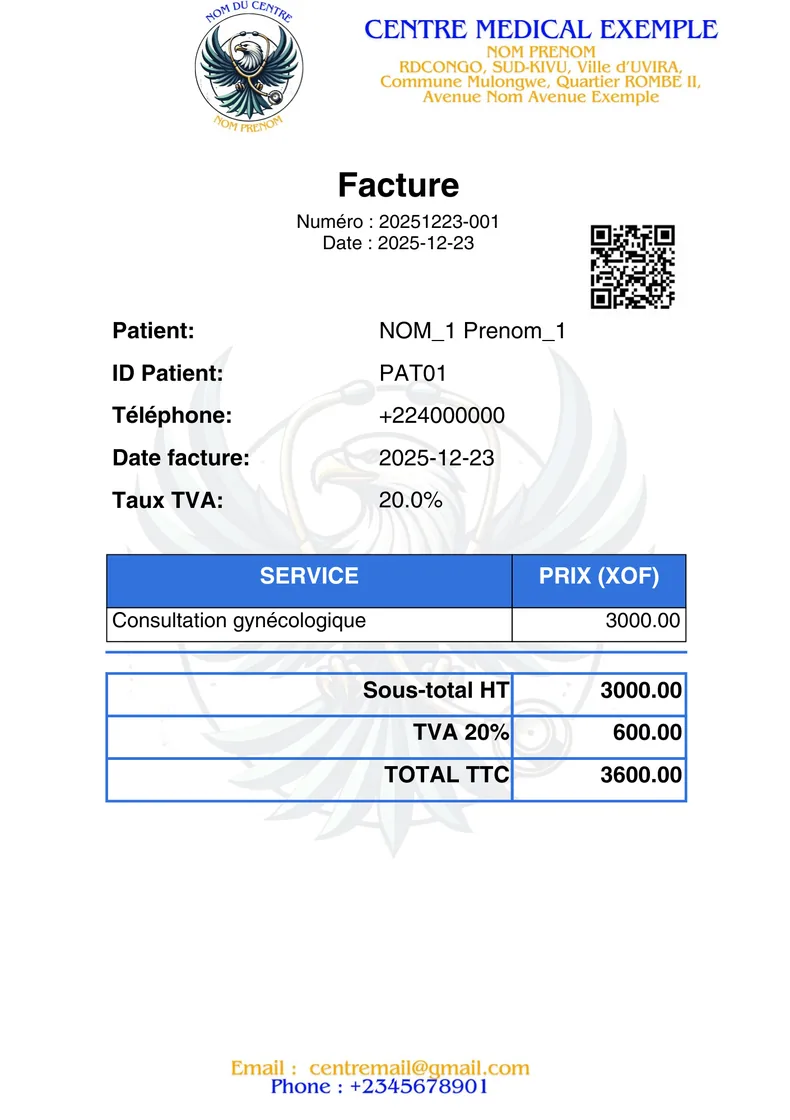 NOM DU CENTRE
NOM PRENOM
CENTRE MEDICAL EXEMPLE
NOM PRENOM
RDCONGO, SUD-KIVU, Ville d'UVIRA,
Commune Mulongwe, Quartier ROMBE II,
Avenue Nom Avenue Exemple
Facture
Numéro : 20251223-001
Date : 2025-12-23
Patient: NOM_1 Prenom_1
ID Patient: PAT01
Téléphone: +224000000
Date facture: 2025-12-23
Taux TVA: 20.0%
SERVICE PRIX (XOF)
Consultation gynécologique 3000.00
Sous-total HT 3000.00
TVA 20% 600.00
TOTAL TTC 3600.00
Email : centremail@gmail.com
Phone : +2345678901